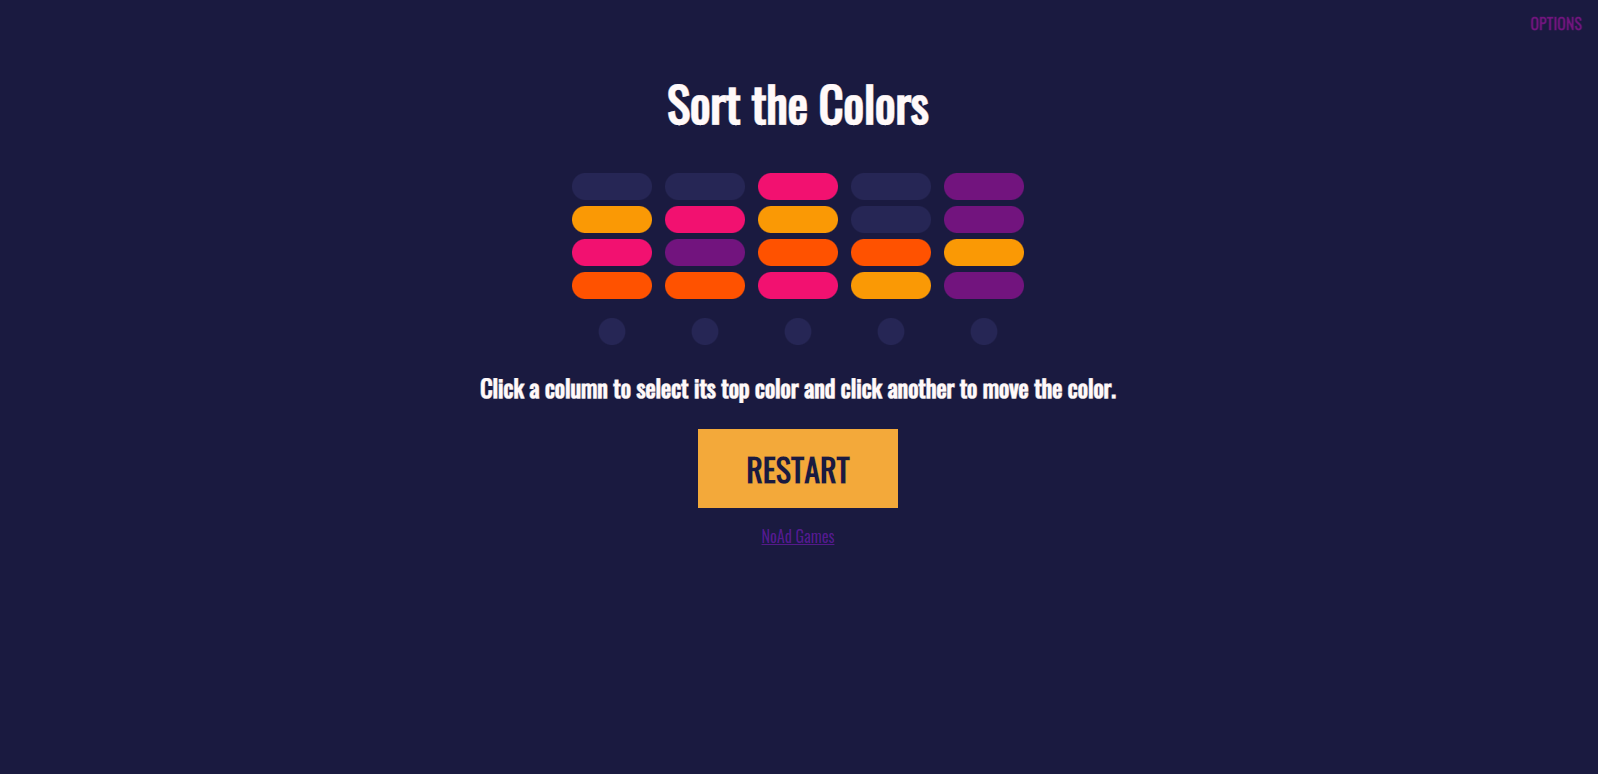 OPTIONS
Sort the Colors
Click a column to select its top color and click another to move the color.
RESTART
NoAd Games